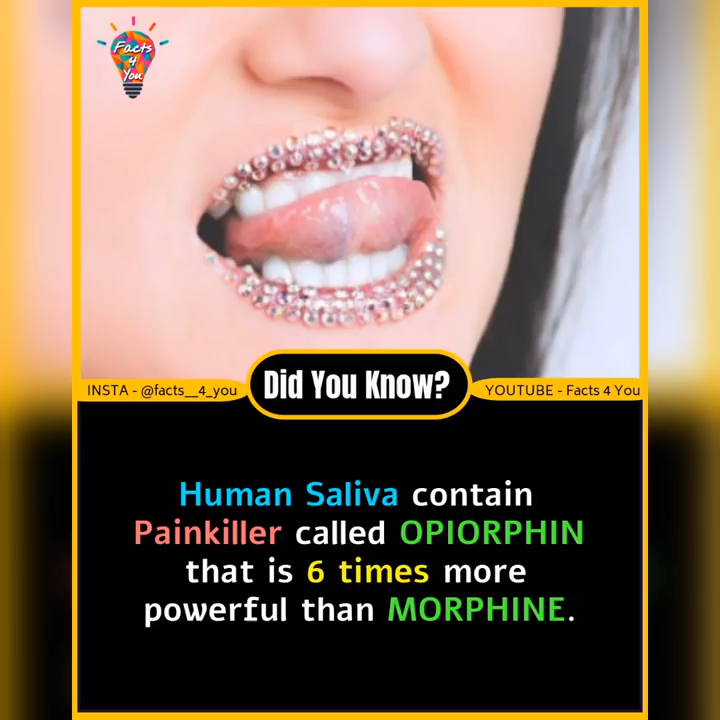 Facts
4
You
INSTA - @facts__4_you
Did You Know?
YOUTUBE - Facts 4 You
Human Saliva contain
Painkiller called OPIORPHIN
that is 6 times more
powerful than MORPHINE.